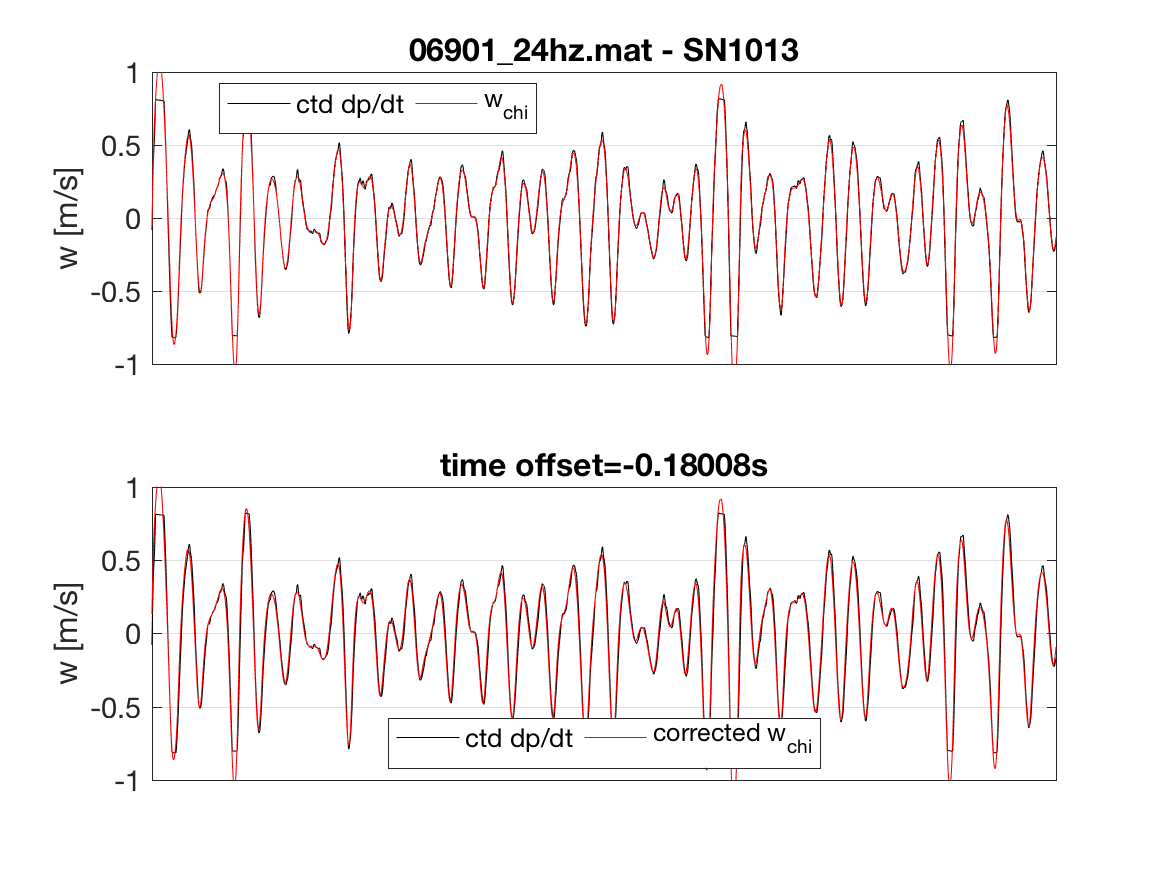 06901_24hz.mat - SN1013
1
ctd dp/dt w_chi
0.5
w [m/s]
0
-0.5
-1
time offset=-0.18008s
1
0.5
w [m/s]
0
-0.5
ctd dp/dt corrected w_chi
-1